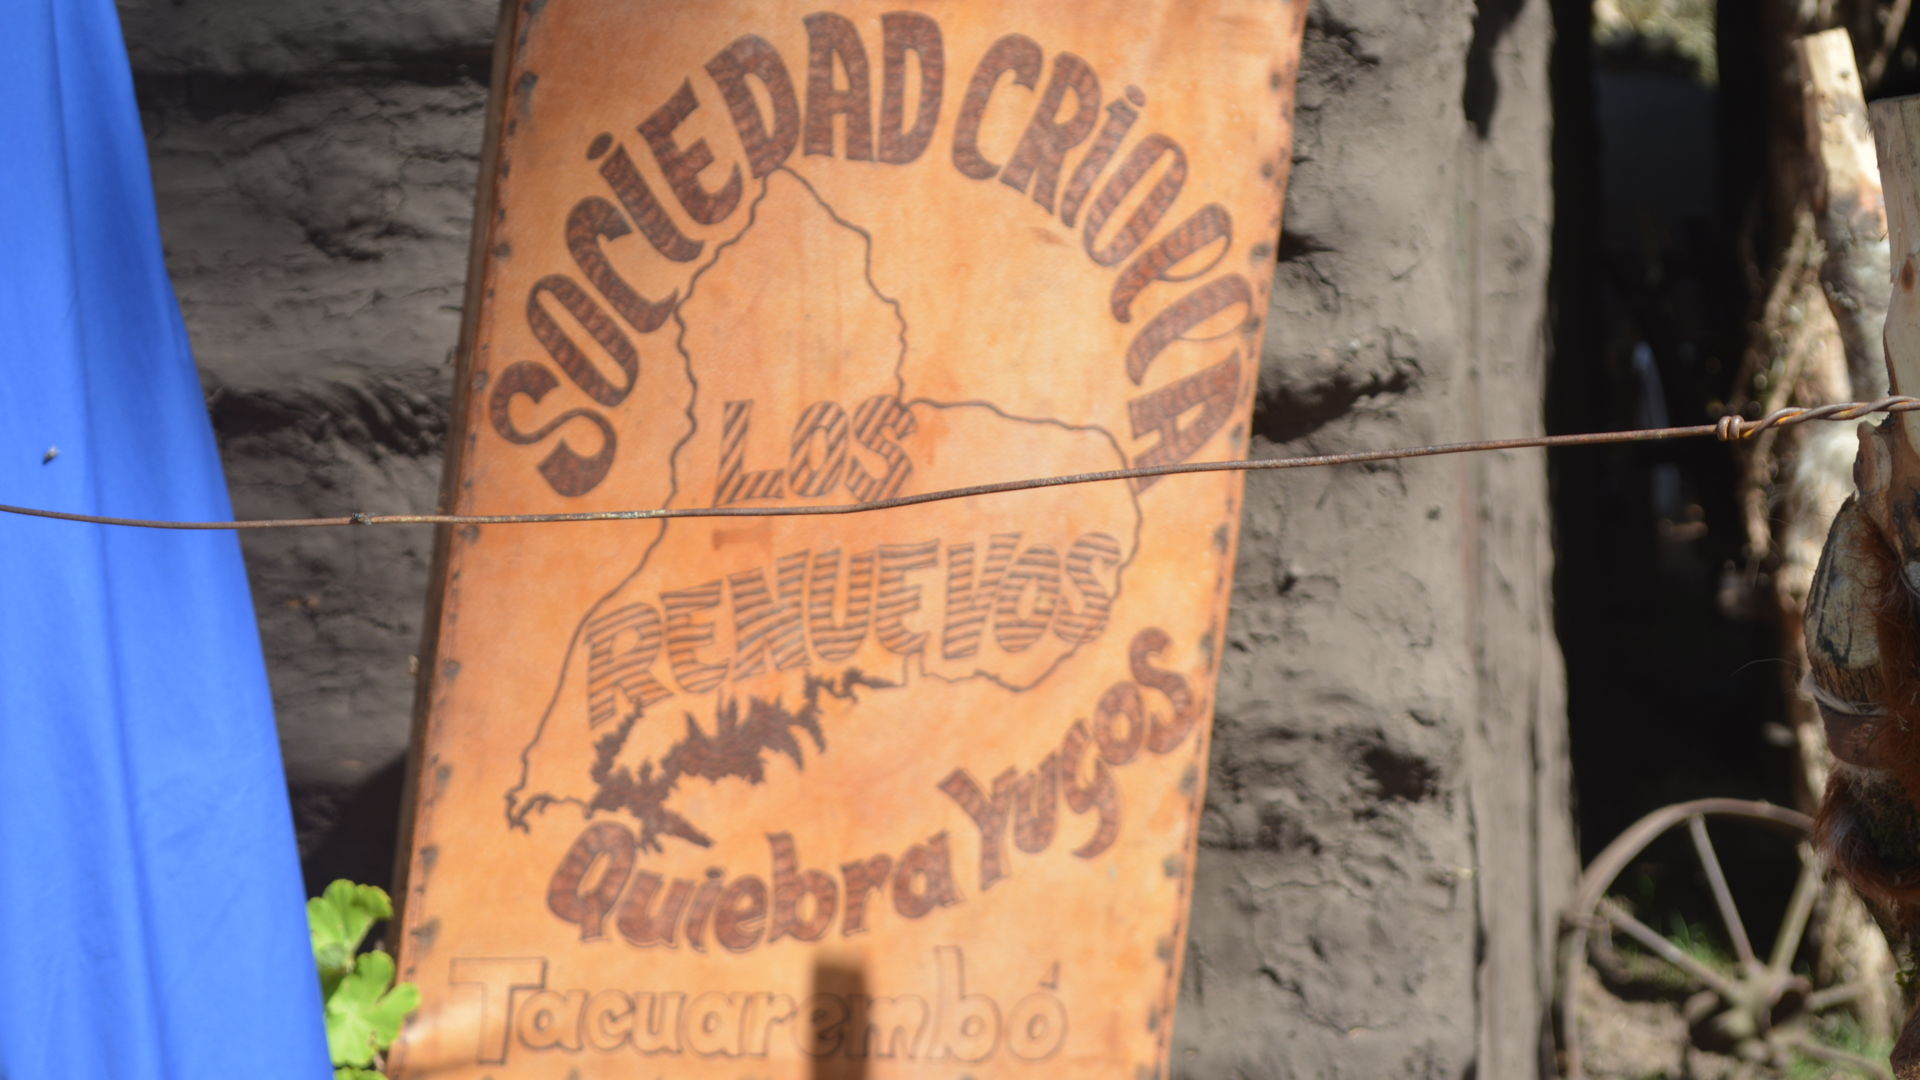 SOCiEDAD CRiOLLA
LOS
RENUEVOS
Quiebra Yugos
Tacuarembó